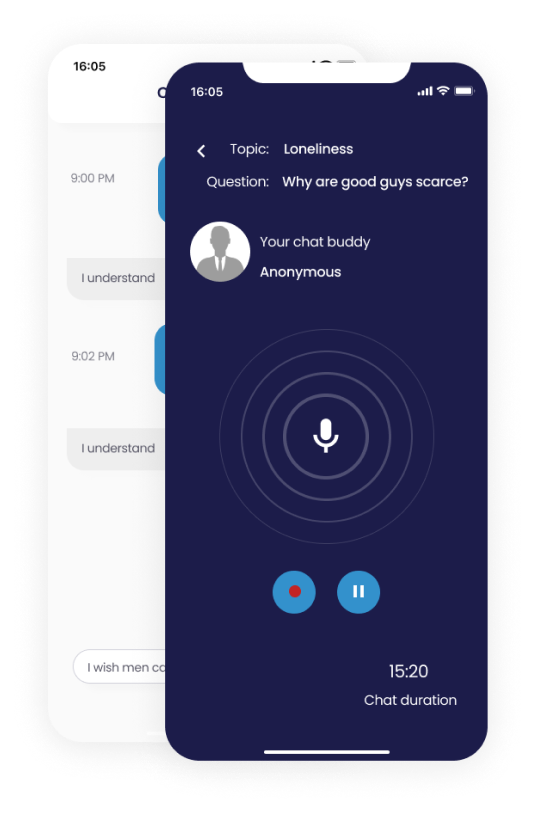 16:05
9:00 PM
I understand
9:02 PM
I understand
I wish men
16:05
Topic: Loneliness
Question: Why are good guys scarce?
Your chat buddy
Anonymous
15:20
Chat duration